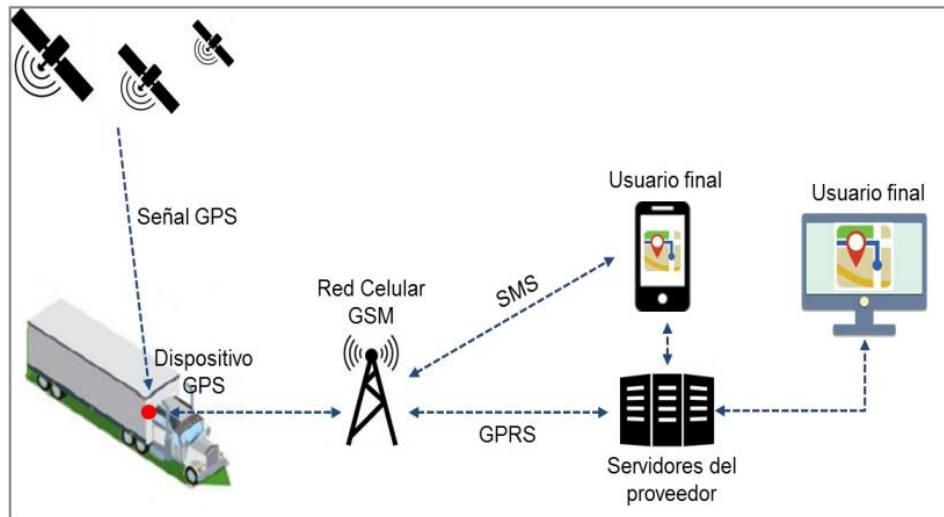 Usuario final
Usuario final
Señal GPS
SMS
Red Celular
GSM
Dispositivo
GPS
GPRS
Servidores del
proveedor